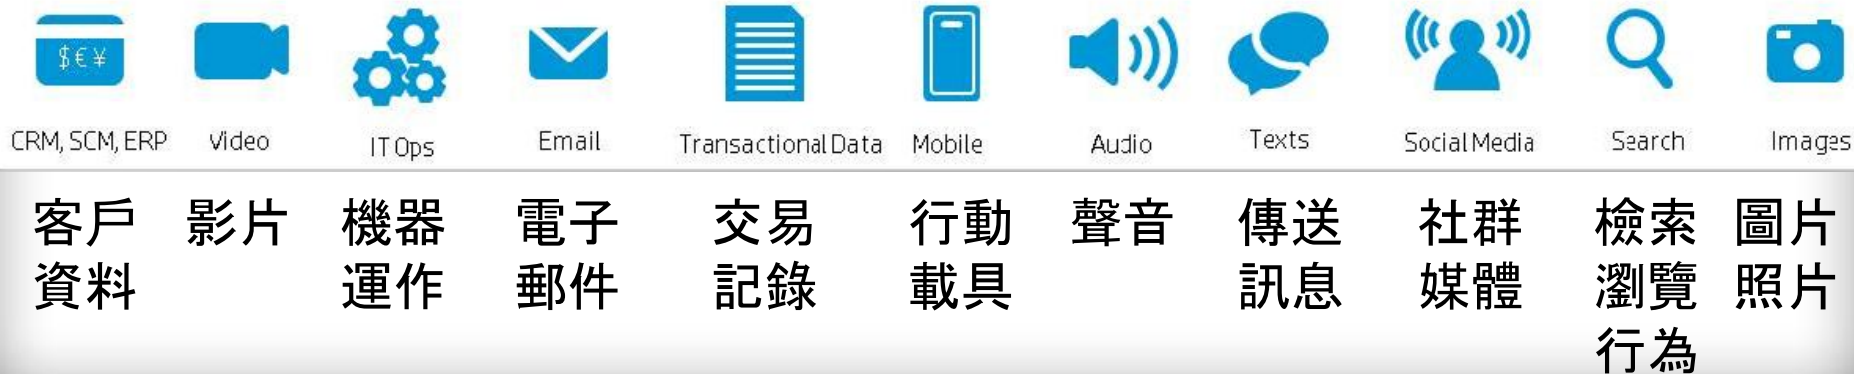 $€¥
CRM, SCM, ERP
Video
IT Ops
Email
Transactional Data
Mobile
Audio
Texts
Social Media
Search
Images
客戶
資料
影片
機器
運作
電子
郵件
交易
記錄
行動
載具
聲音
傳送
訊息
社群
媒體
檢索
瀏覽
行為
圖片
照片